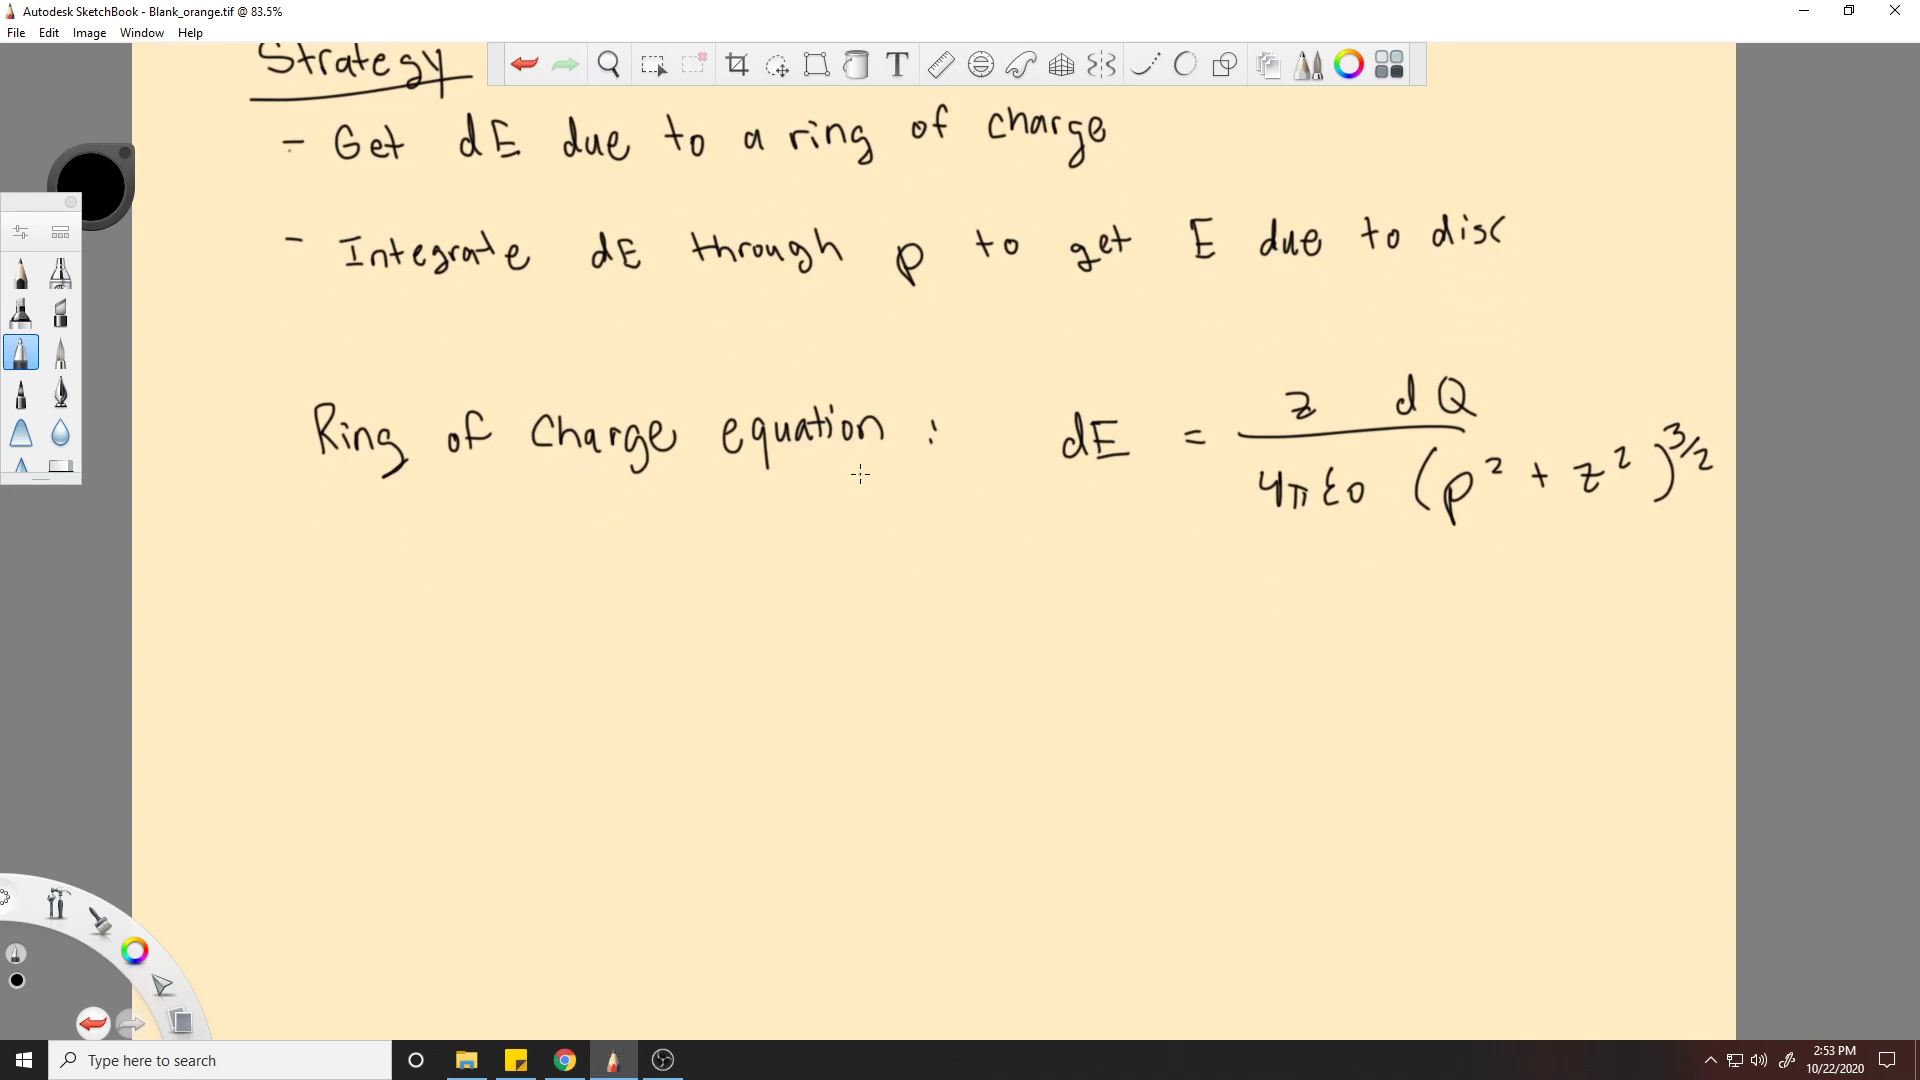 Autodesk SketchBook - Blank_orange.tif @ 83.5%
File Edit Image Window Help
Strategy
T
- Get dE due to a ring of charge
- Integrate dE through ρ to get E due to disc
Ring of Charge equation : dE = z dQ / 4π ε0 (ρ² + z²)^3/2
Type here to search
2:53 PM
10/22/2020